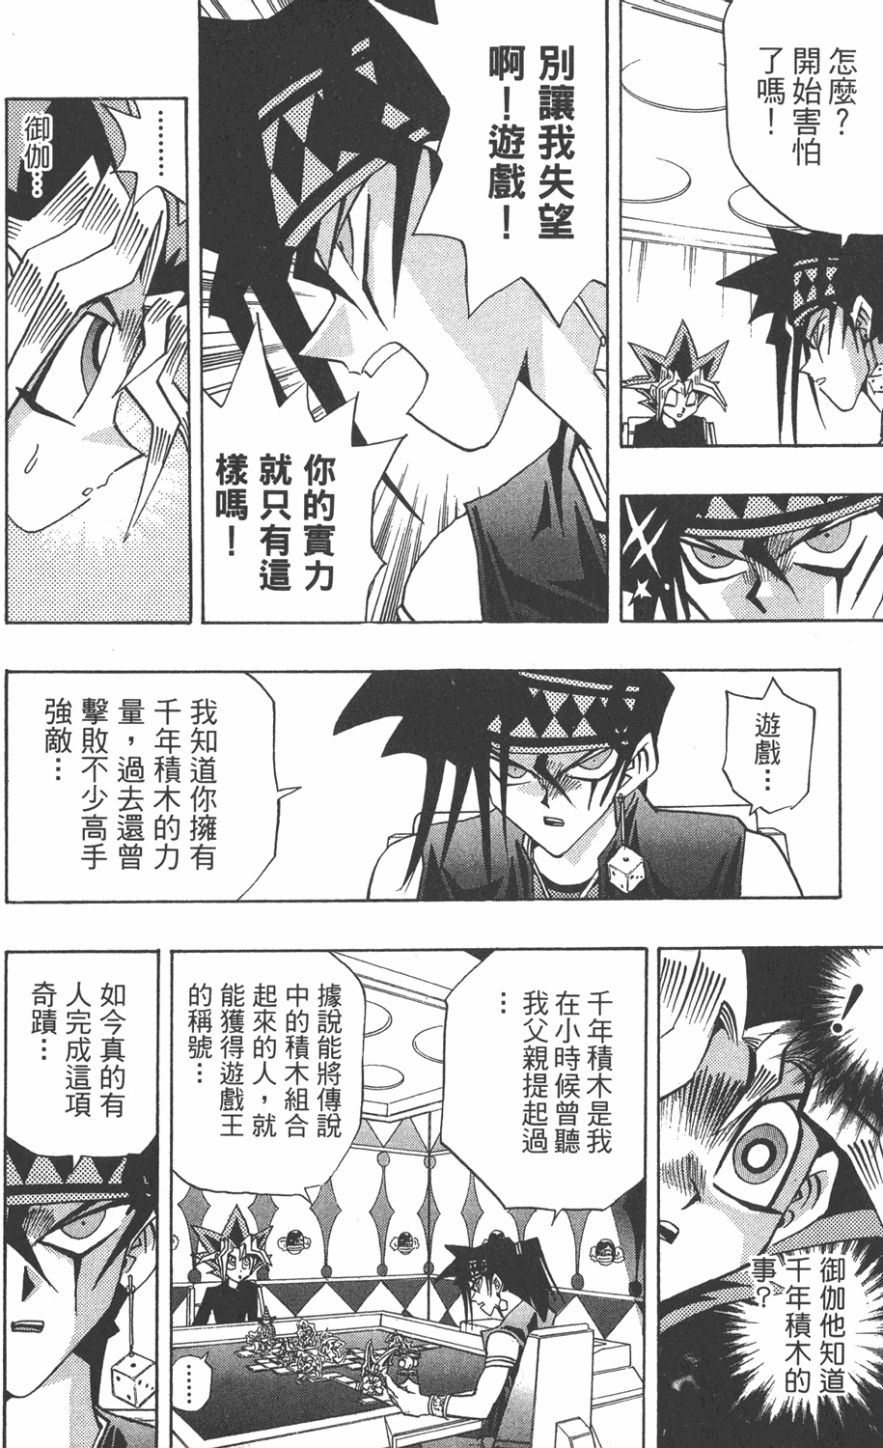 怎麼?
開始害怕
了嗎!
別讓我失望
啊!遊戲!
你的實力
就只有這
樣嗎!
………
御伽…
遊戲…
我知道你擁有
千年積木的力
量,過去還曾
擊敗不少高手
強敵…
!
御伽他知道
千年積木的
事?
千年積木是我
在小時候曾聽
我父親提起過
…
據說能將傳說
中的積木組合
起來的人,就
能獲得遊戲王
的稱號…
……
如今真的有
人完成這項
奇蹟…